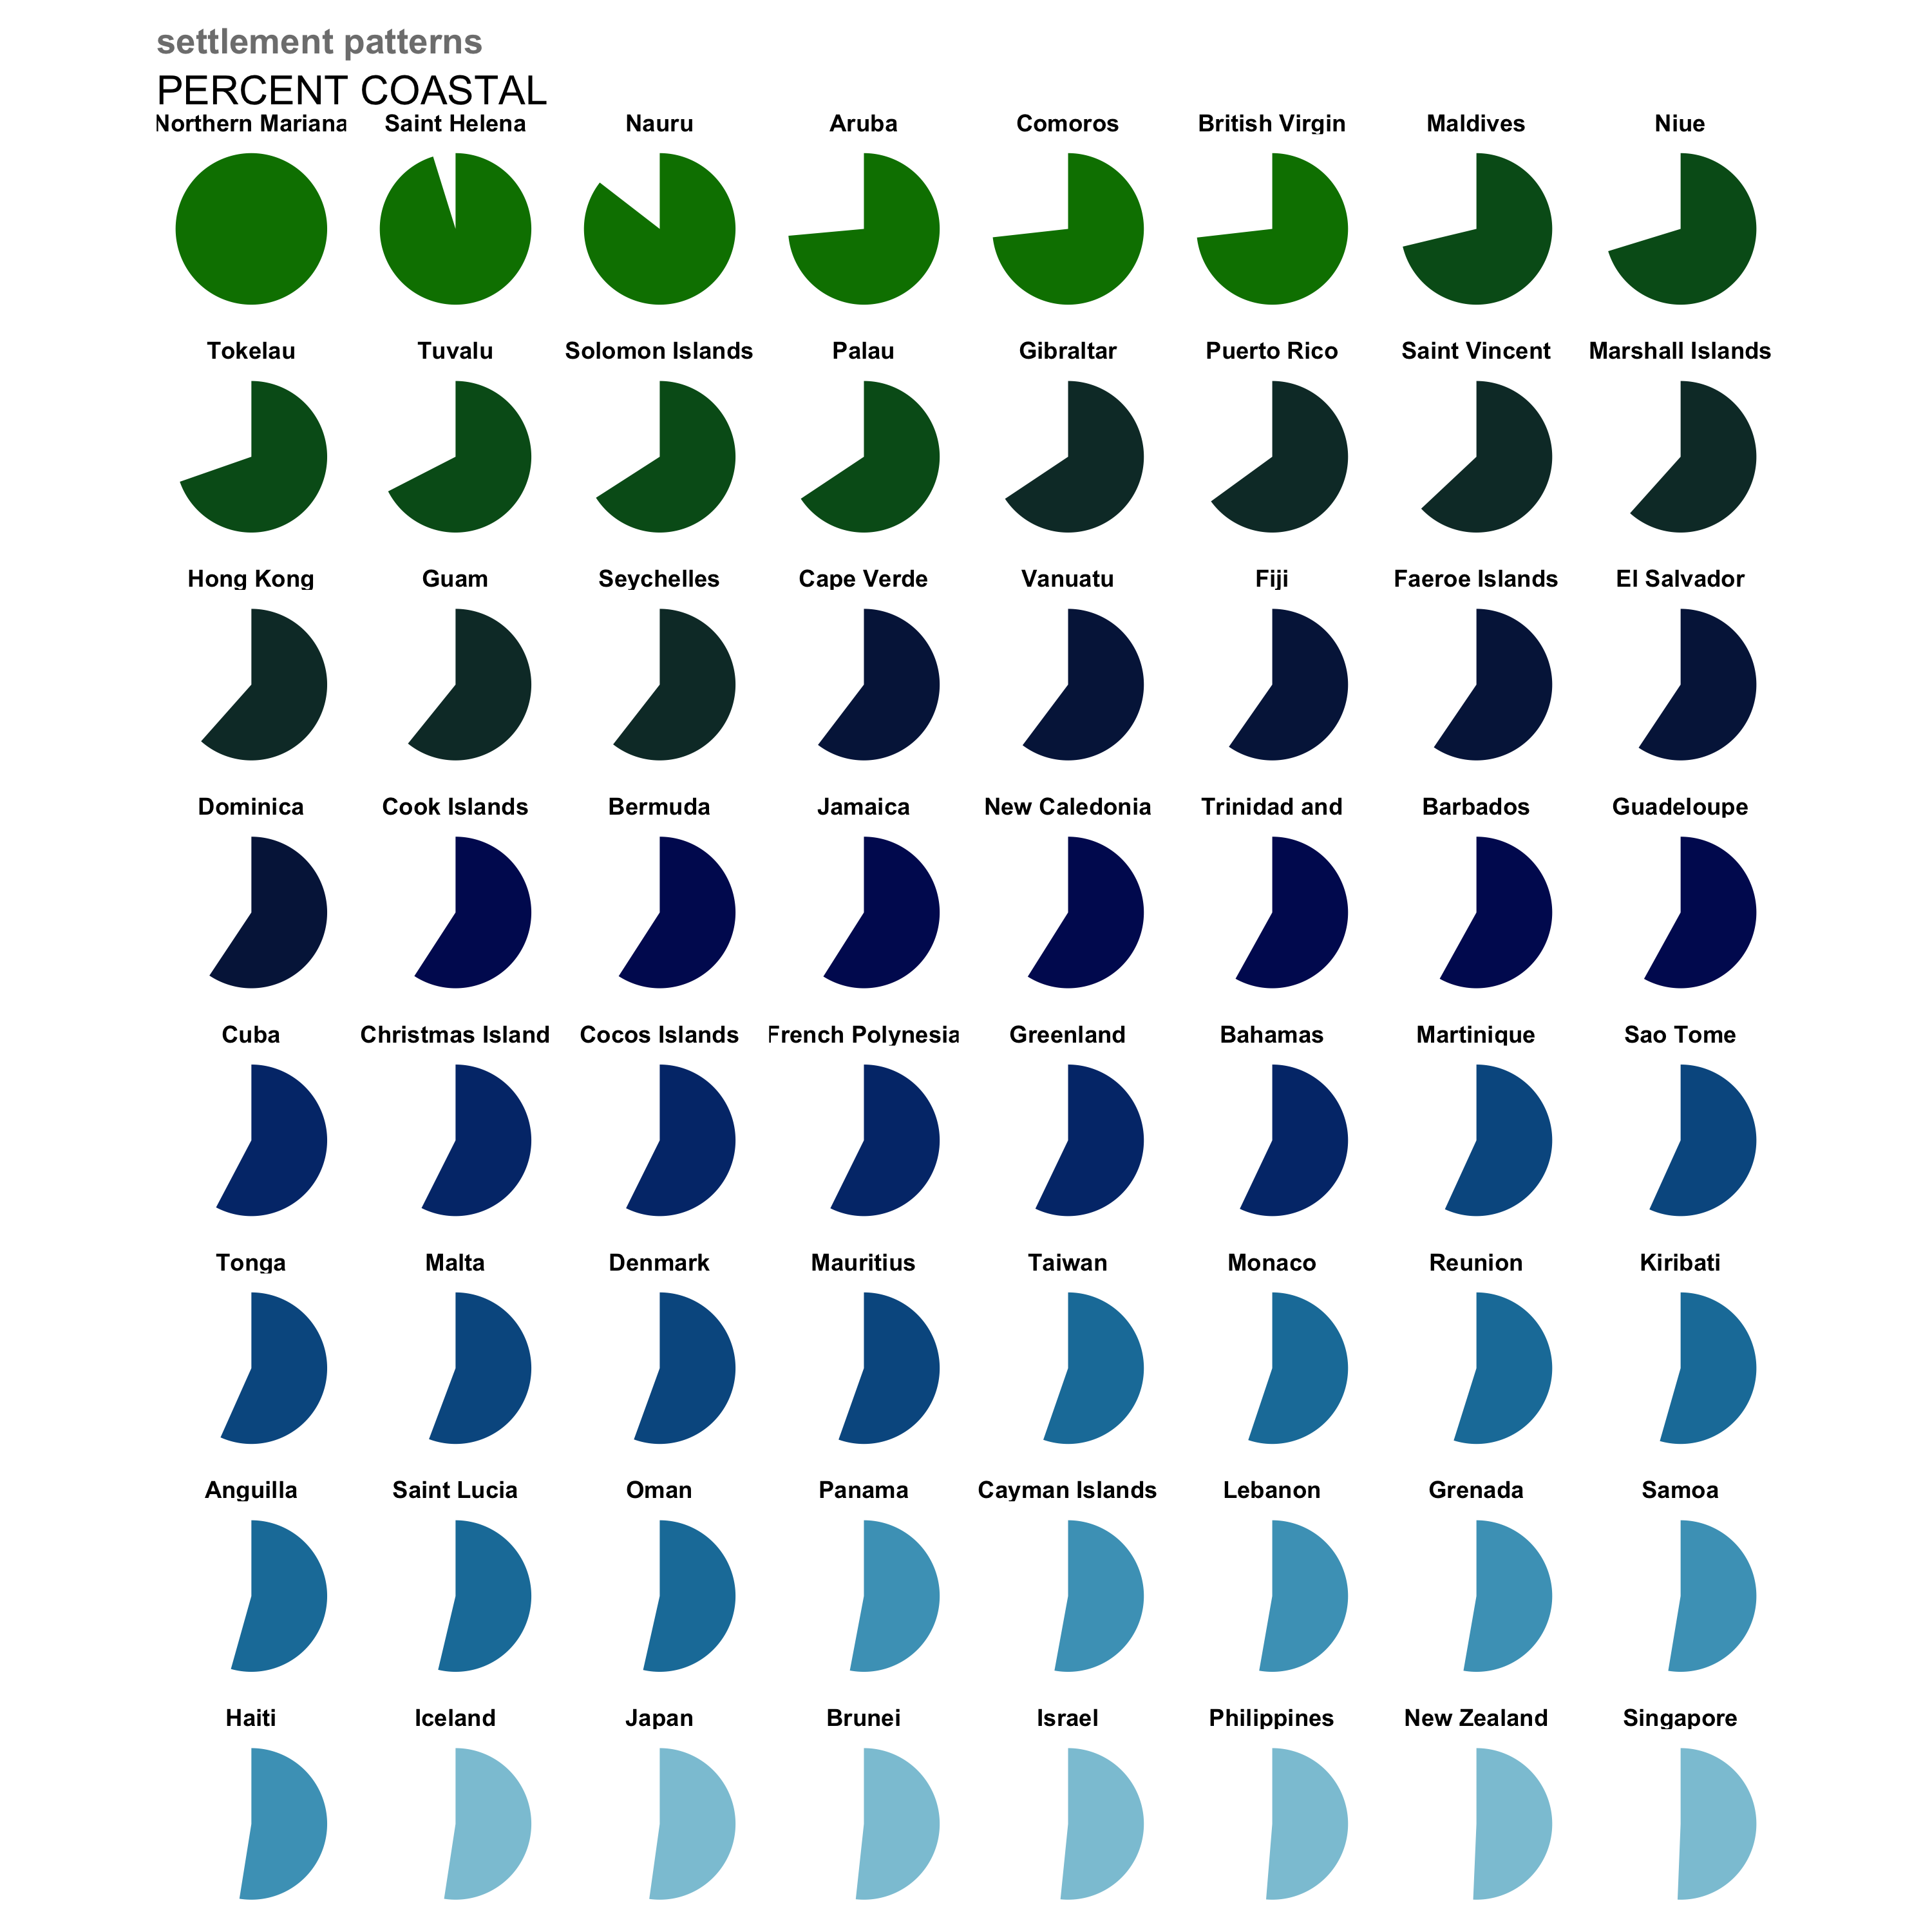 settlement patterns
PERCENT COASTAL
Northern Mariana Saint Helena Nauru Aruba Comoros British Virgin Maldives Niue
Tokelau Tuvalu Solomon Islands Palau Gibraltar Puerto Rico Saint Vincent Marshall Islands
Hong Kong Guam Seychelles Cape Verde Vanuatu Fiji Faeroe Islands El Salvador
Dominica Cook Islands Bermuda Jamaica New Caledonia Trinidad and Barbados Guadeloupe
Cuba Christmas Island Cocos Islands French Polynesia Greenland Bahamas Martinique Sao Tome
Tonga Malta Denmark Mauritius Taiwan Monaco Reunion Kiribati
Anguilla Saint Lucia Oman Panama Cayman Islands Lebanon Grenada Samoa
Haiti Iceland Japan Brunei Israel Philippines New Zealand Singapore